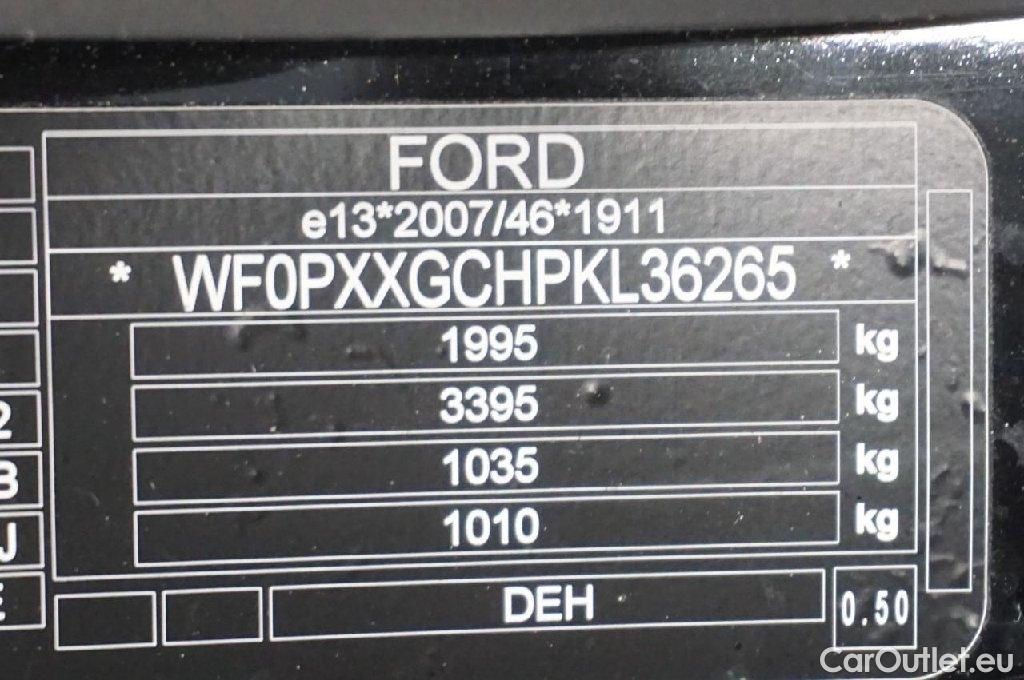 FORD
e13*2007/46*1911
* WF0PXXGCHPKL36265 *
1995 kg
3395 kg
2
1035 kg
B
1010 kg
J
E
DEH 0.50
CarOutlet.eu